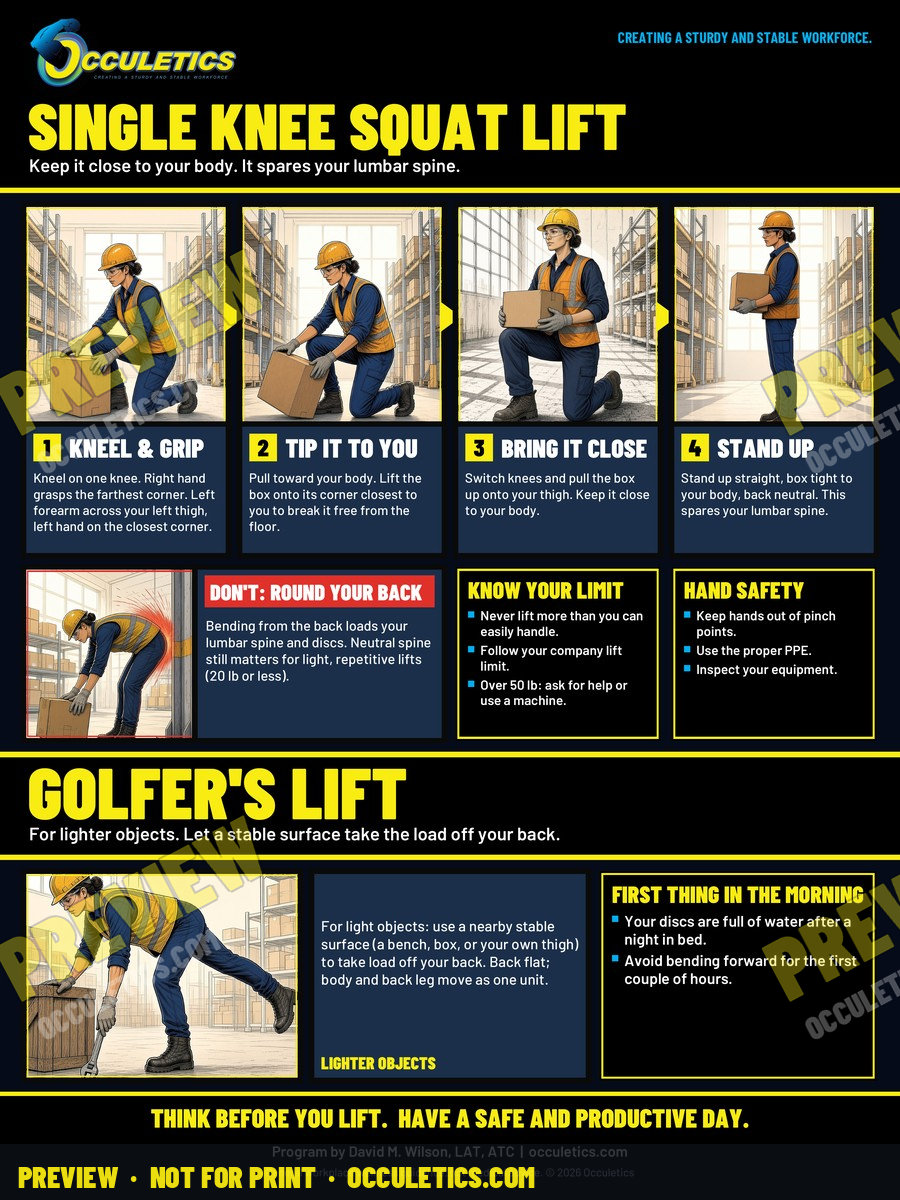 OCCULETICS
CREATING A STURDY AND STABLE WORKFORCE
CREATING A STURDY AND STABLE WORKFORCE.
SINGLE KNEE SQUAT LIFT
Keep it close to your body. It spares your lumbar spine.
PREVIEW
OCCULETICS.CO
PREV
OCCULET
1 KNEEL & GRIP
Kneel on one knee. Right hand
grasps the farthest corner. Left
forearm across your left thigh,
left hand on the closest corner.
2 TIP IT TO YOU
Pull toward your body. Lift the
box onto its corner closest to
you to break it free from the
floor.
3 BRING IT CLOSE
Switch knees and pull the box
up onto your thigh. Keep it close
to your body.
4 STAND UP
Stand up straight, box tight to
your body, back neutral. This
spares your lumbar spine.
DON'T: ROUND YOUR BACK
Bending from the back loads your
lumbar spine and discs. Neutral spine
still matters for light, repetitive lifts
(20 lb or less).
KNOW YOUR LIMIT
Never lift more than you can
easily handle.
Follow your company lift
limit.
Over 50 lb: ask for help or
use a machine.
HAND SAFETY
Keep hands out of pinch
points.
Use the proper PPE.
Inspect your equipment.
GOLFER'S LIFT
For lighter objects. Let a stable surface take the load off your back.
PREVIEW
OCCULETICS.COM
For light objects: use a nearby stable
surface (a bench, box, or your own thigh)
to take load off your back. Back flat;
body and back leg move as one unit.
LIGHTER OBJECTS
FIRST THING IN THE MORNING
Your discs are full of water after a
night in bed.
Avoid bending forward for the first
couple of hours.
PREV
OCCULET
THINK BEFORE YOU LIFT. HAVE A SAFE AND PRODUCTIVE DAY.
Program by David M. Wilson, LAT, ATC | occuletics.com
© 2026 Occuletics
PREVIEW · NOT FOR PRINT · OCCULETICS.COM